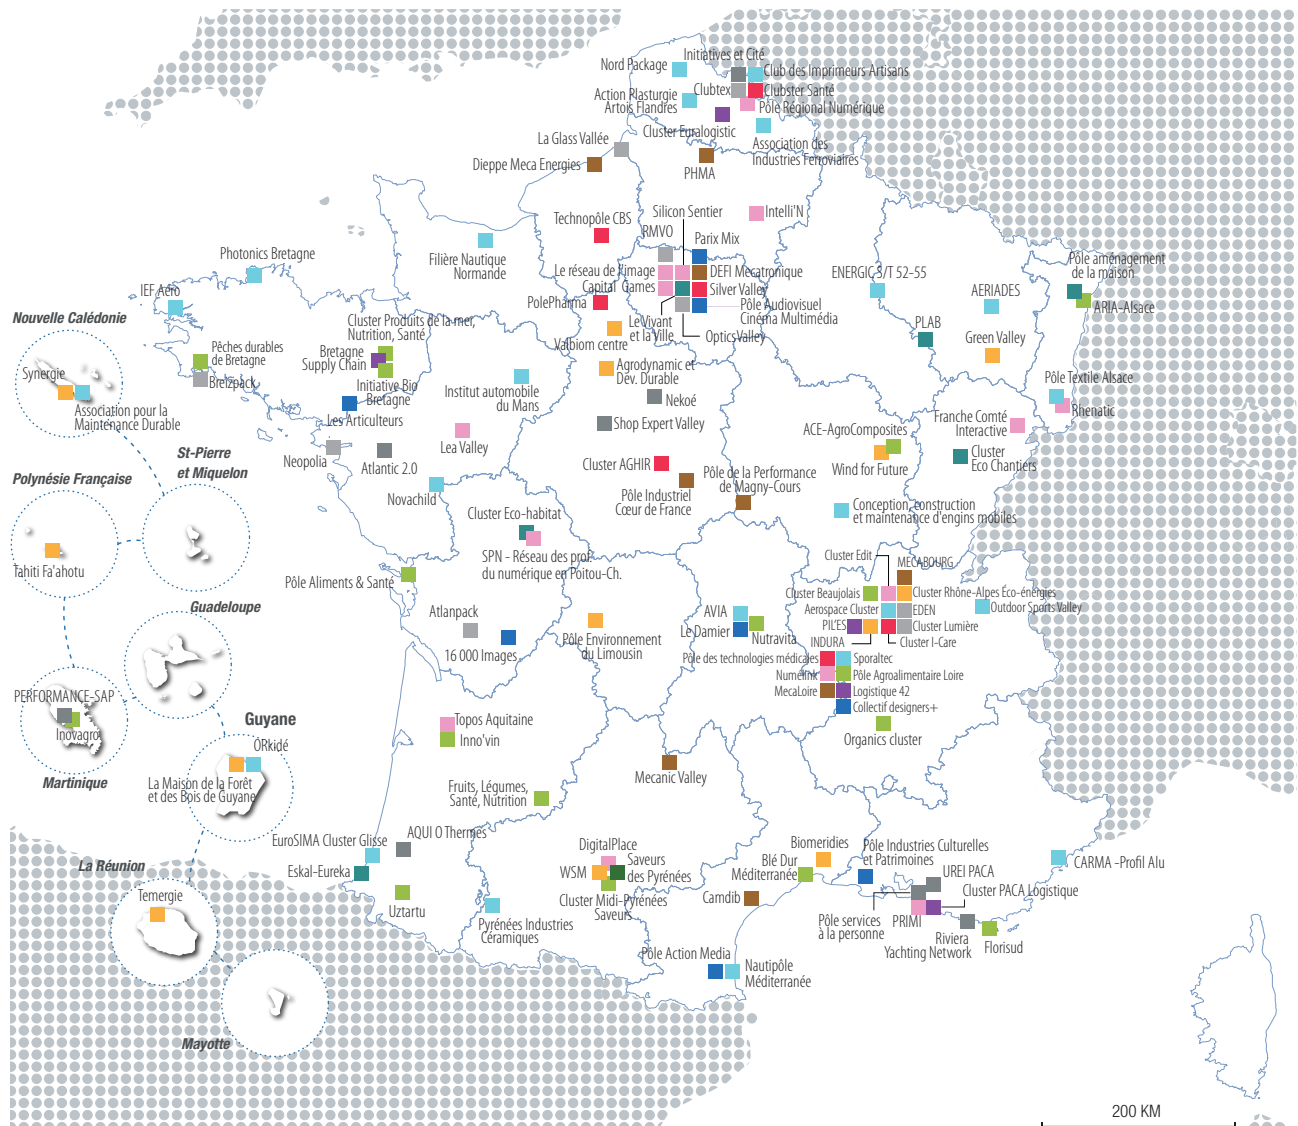 Initiatives et Cité
Nord Package
Club des Imprimeurs Artisans
Clubtex
Clubster Santé
Action Plasturgie
Artois Flandres
Pôle Régional Numérique
Cluster Euralogistic
Association des
Industries Ferroviaires
La Glass Vallée
Dieppe Meca Energies
PHMA
Technopôle CBS
Silicon Sentier
Intelli'N
RMVO
Parix Mix
Filière Nautique
Normande
Le réseau de l'image
DEFI Mecatronique
Capital Games
Silver Valley
PolePharma
Pôle Audiovisuel
Cinéma Multimédia
Le Vivant
et la Ville
OpticsValley
Valbiom centre
ENERGIC S/T 52-55
Pôle aménagement
de la maison
AERIADES
ARIA-Alsace
PLAB
Green Valley
Photonics Bretagne
IEF Aéro
Nouvelle Calédonie
Cluster Produits de la mer,
Nutrition, Santé
Pêches durables
de Bretagne
Bretagne
Supply Chain
Breizpack
Initiative Bio
Bretagne
Les Articulteurs
Synergie
Association pour la
Maintenance Durable
Institut automobile
du Mans
Agrodynamic et
Dév. Durable
Nekoé
Shop Expert Valley
Pôle Textile Alsace
Rhenatic
Franche Comté
Interactive
ACE-AgroComposites
Wind for Future
Cluster
Eco Chantiers
Neopolia
Atlantic 2.0
Lea Valley
Novachild
Cluster AGHIR
Pôle Industriel
Cœur de France
Pôle de la Performance
de Magny-Cours
Conception, construction
et maintenance d'engins mobiles
St-Pierre
et Miquelon
Polynésie Française
Tahiti Fa'ahotu
Cluster Eco-habitat
SPN - Réseau des prof.
du numérique en Poitou-Ch.
Pôle Aliments & Santé
Cluster Edit
MECABOURG
Cluster Beaujolais
Cluster Rhône-Alpes Éco-énergies
Aerospace Cluster
EDEN
Outdoor Sports Valley
PIL'ES
Cluster Lumière
INDURA
Cluster I-Care
Guadeloupe
Atlanpack
16 000 Images
Pôle Environnement
du Limousin
AVIA
Le Damier
Nutravita
Pôle des technologies médicales
Sporaltec
Numelink
Pôle Agroalimentaire Loire
MecaLoire
Logistique 42
Collectif designers+
Organics cluster
PERFORMANCE-SAP
Inovagro
Martinique
Guyane
ORkidé
La Maison de la Forêt
et des Bois de Guyane
Topos Aquitaine
Inno'vin
Mecanic Valley
Fruits, Légumes,
Santé, Nutrition
EuroSIMA Cluster Glisse
AQUI O Thermes
Eskal-Eureka
Uztartu
DigitalPlace
WSM
Saveurs
des Pyrénées
Cluster Midi-Pyrénées
Saveurs
Pyrénées Industries
Céramiques
Biomeridies
Blé Dur
Méditerranée
Camdib
Pôle Industries Culturelles
et Patrimoines
UREI PACA
Cluster PACA Logistique
CARMA -Profil Alu
Pôle services
à la personne
PRIMI
Riviera
Yachting Network
Florisud
Pôle Action Media
Nautipôle
Méditerranée
La Réunion
Temergie
Mayotte
200 KM